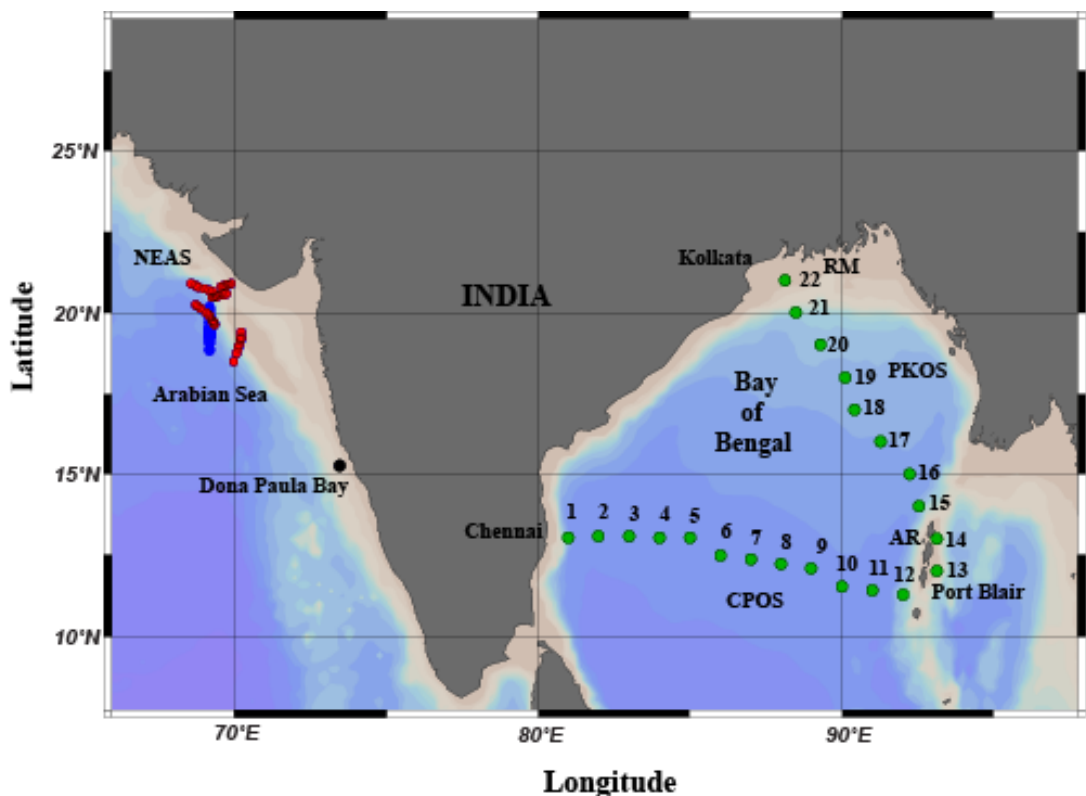 25°N
20°N
15°N
10°N
Latitude
NEAS
Arabian Sea
Dona Paula Bay
INDIA
Kolkata
RM
22
21
20
19
PKOS
18
17
16
15
AR
14
13
Port Blair
Bay
of
Bengal
Chennai
1 2 3 4 5
6 7 8 9
10 11 12
CPOS
70°E 80°E 90°E
Longitude